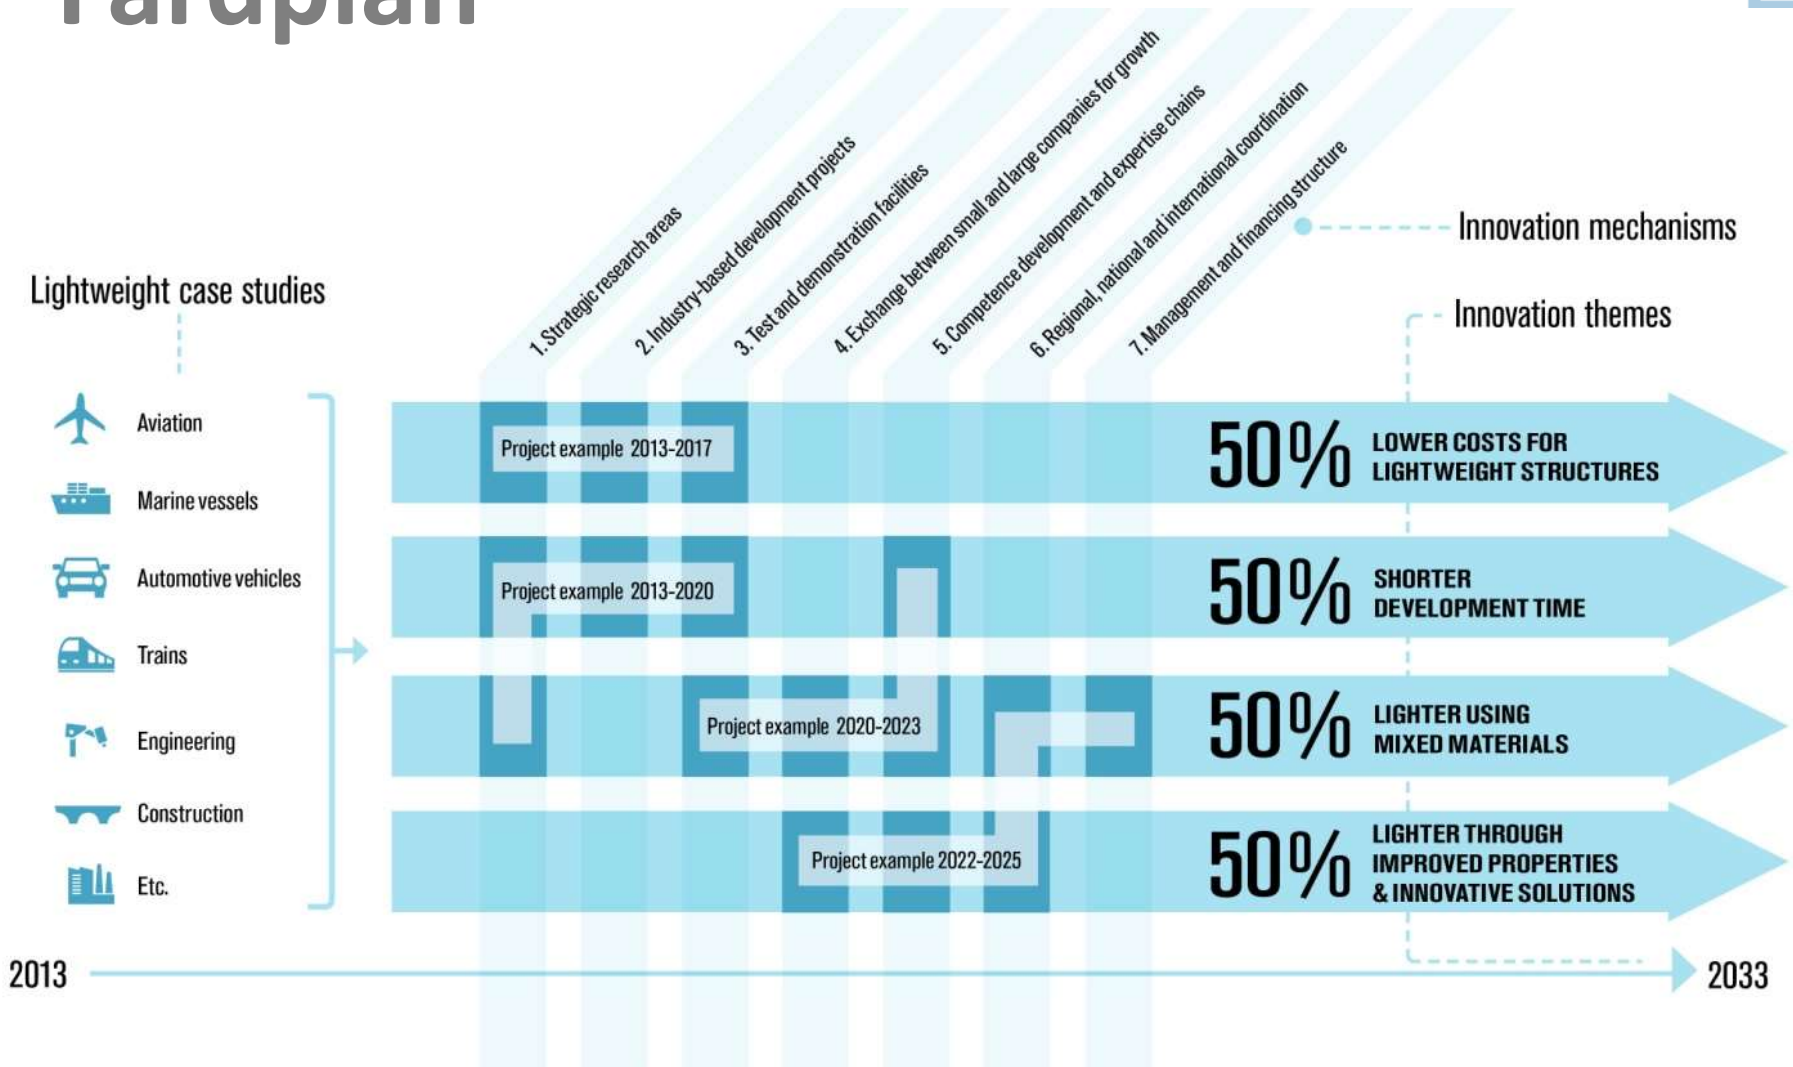 Färdplan
1. Strategic research areas
2. Industry-based development projects
3. Test and demonstration facilities
4. Exchange between small and large companies for growth
5. Competence development and expertise chains
6. Regional, national and international coordination
7. Management and financing structure
Innovation mechanisms
Innovation themes
Lightweight case studies
Aviation
Marine vessels
Automotive vehicles
Trains
Engineering
Construction
Etc.
Project example 2013-2017
50% LOWER COSTS FOR
LIGHTWEIGHT STRUCTURES
Project example 2013-2020
50% SHORTER
DEVELOPMENT TIME
Project example 2020-2023
50% LIGHTER USING
MIXED MATERIALS
Project example 2022-2025
50% LIGHTER THROUGH
IMPROVED PROPERTIES
& INNOVATIVE SOLUTIONS
2013
2033